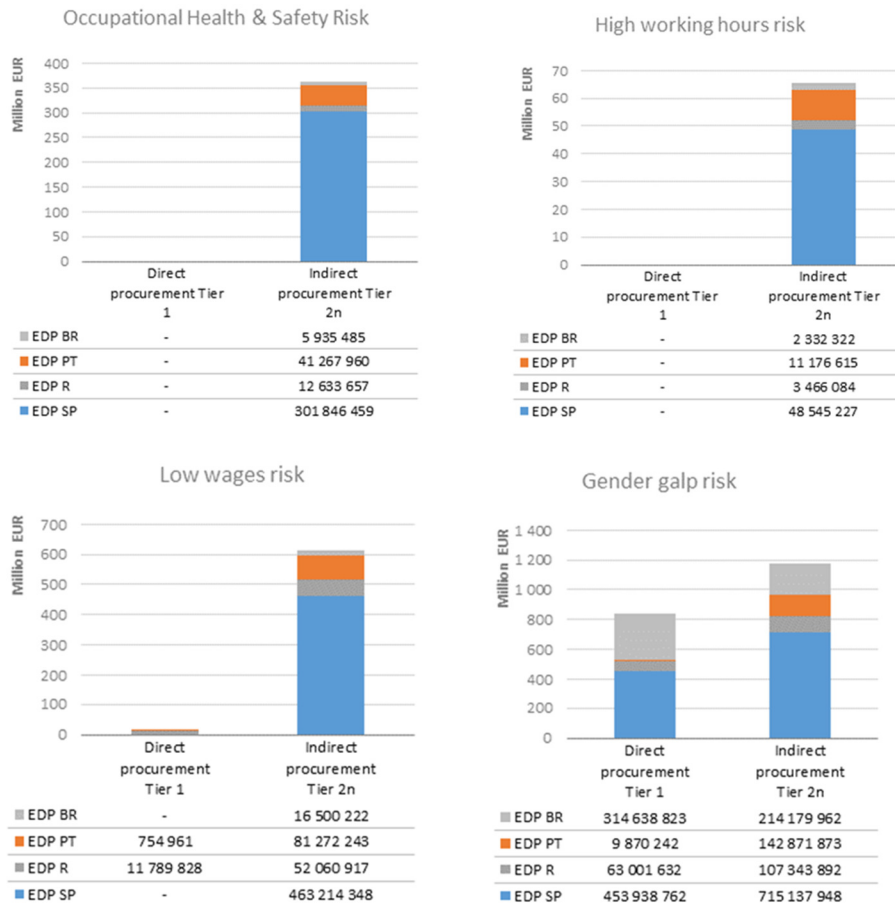 Occupational Health & Safety Risk
Million EUR
400
350
300
250
200
150
100
50
0
Direct procurement Tier 1
Indirect procurement Tier 2n
EDP BR - 5 935 485
EDP PT - 41 267 960
EDP R - 12 633 657
EDP SP - 301 846 459
High working hours risk
Million EUR
70
60
50
40
30
20
10
0
Direct procurement Tier 1
Indirect procurement Tier 2n
EDP BR - 2 332 322
EDP PT - 11 176 615
EDP R - 3 466 084
EDP SP - 48 545 227
Low wages risk
Million EUR
700
600
500
400
300
200
100
0
Direct procurement Tier 1
Indirect procurement Tier 2n
EDP BR - 16 500 222
EDP PT 754 961 81 272 243
EDP R 11 789 828 52 060 917
EDP SP - 463 214 348
Gender galp risk
Million EUR
1 400
1 200
1 000
800
600
400
200
0
Direct procurement Tier 1
Indirect procurement Tier 2n
EDP BR 314 638 823 214 179 962
EDP PT 9 870 242 142 871 873
EDP R 63 001 632 107 343 892
EDP SP 453 938 762 715 137 948